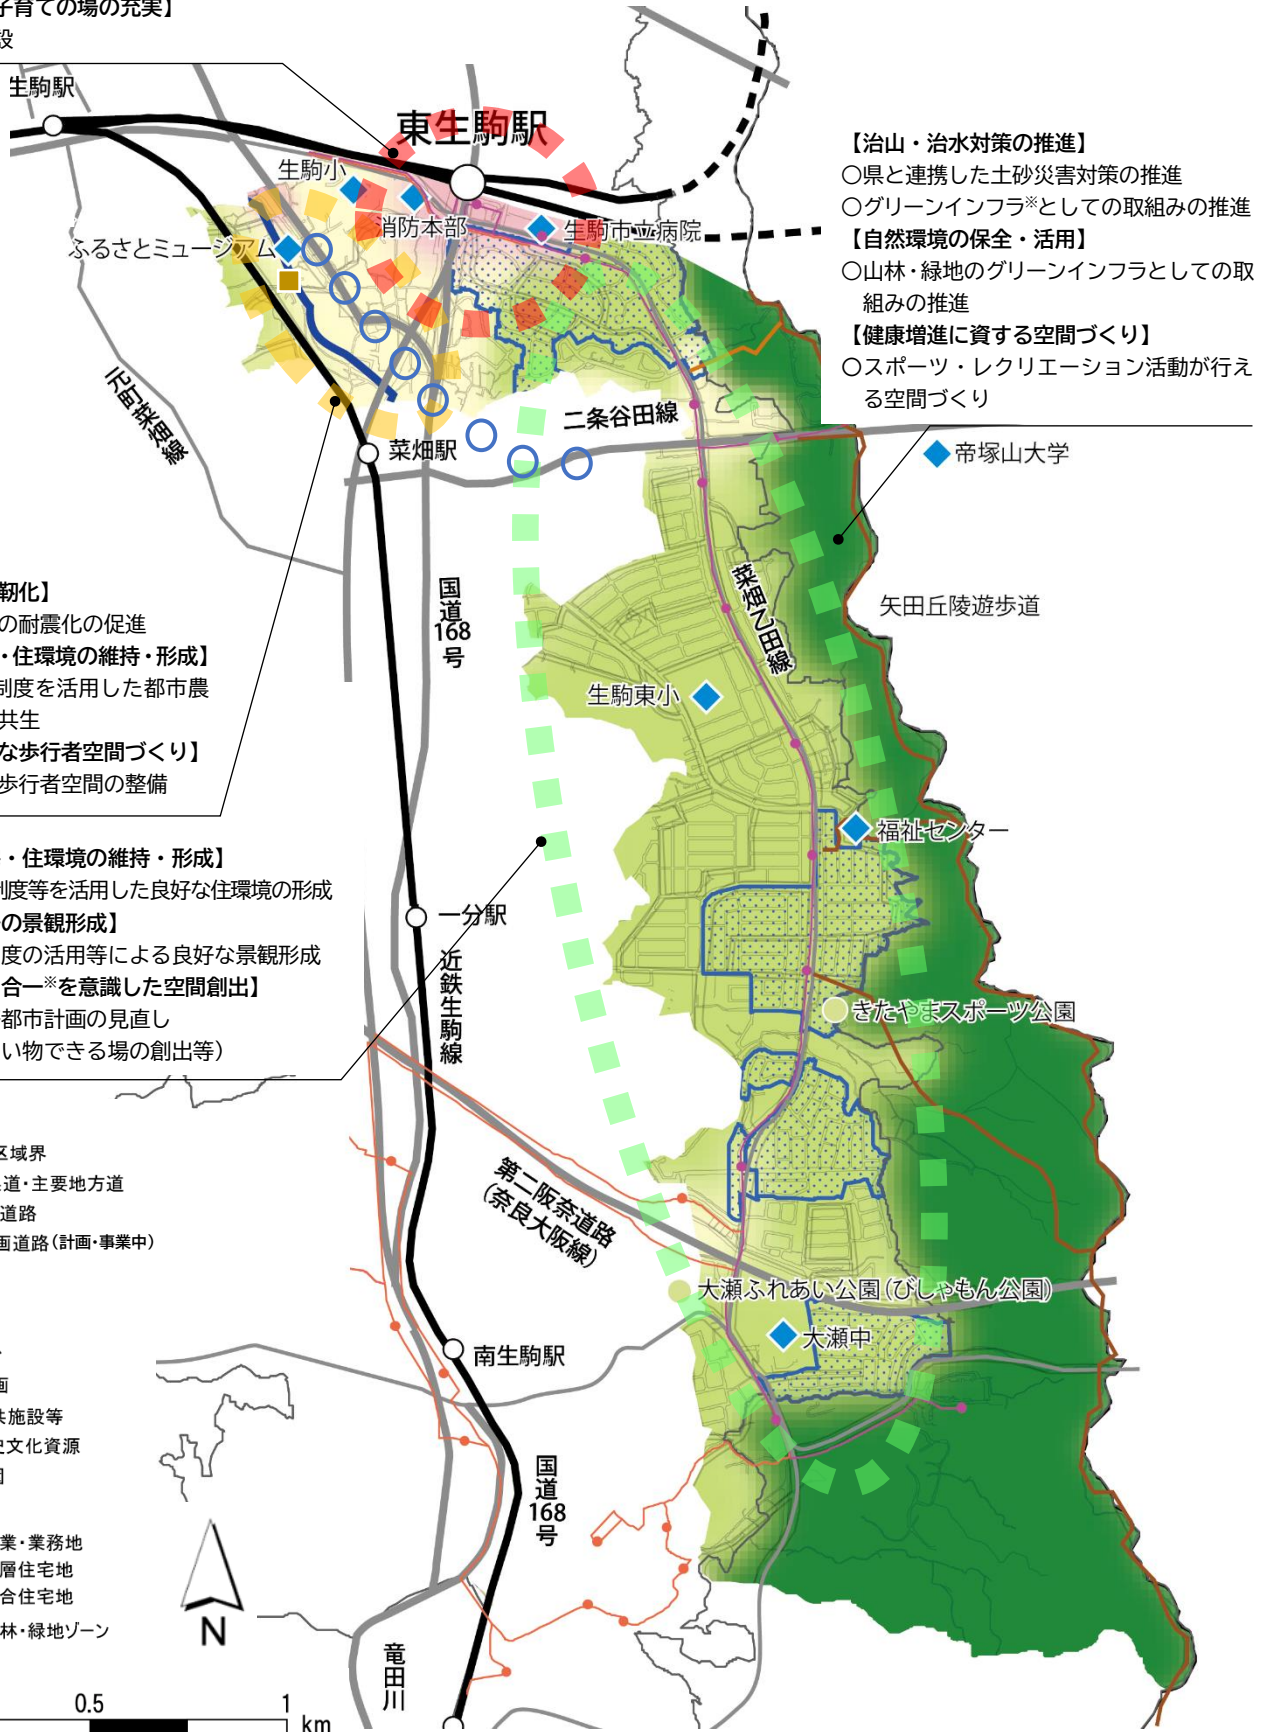 子育ての場の充実】
設
生駒駅
東生駒駅
生駒小
消防本部
生駒市立病院
ふるさとミュージアム
【治山・治水対策の推進】
○県と連携した土砂災害対策の推進
○グリーンインフラ※としての取組みの推進
【自然環境の保全・活用】
○山林・緑地のグリーンインフラとしての取
組みの推進
【健康増進に資する空間づくり】
○スポーツ・レクリエーション活動が行え
る空間づくり
元町菜畑線
二条谷田線
菜畑駅
帝塚山大学
国道168号
菜畑乙田線
矢田丘陵遊歩道
靭化】
の耐震化の促進
・住環境の維持・形成】
制度を活用した都市農
共生
な歩行者空間づくり】
歩行者空間の整備
生駒東小
福祉センター
・住環境の維持・形成】
制度等を活用した良好な住環境の形成
の景観形成】
度の活用等による良好な景観形成
合一※を意識した空間創出】
都市計画の見直し
い物できる場の創出等）
一分駅
近鉄生駒線
きたやまスポーツ公園
区域界
道・主要地方道
道路
画道路（計画・事業中）
第二阪奈道路
（奈良大阪線）
大瀬ふれあい公園（びしゃもん公園）
大瀬中
南生駒駅
画
共施設等
史文化資源
園
国道168号
業・業務地
層住宅地
合住宅地
林・緑地ゾーン
N
竜田川
0.5
1
km